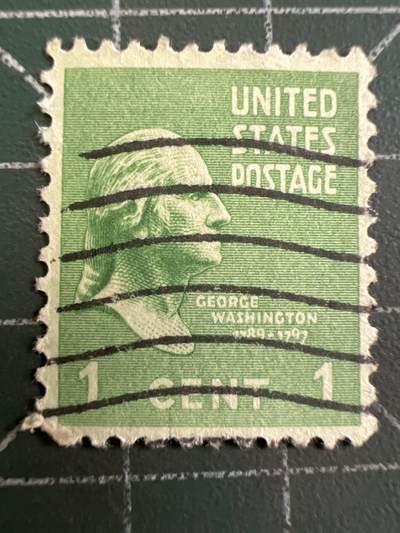 UNITED
STATES
POSTAGE
GEORGE
WASHINGTON
1789 • 1797
1 CENT 1